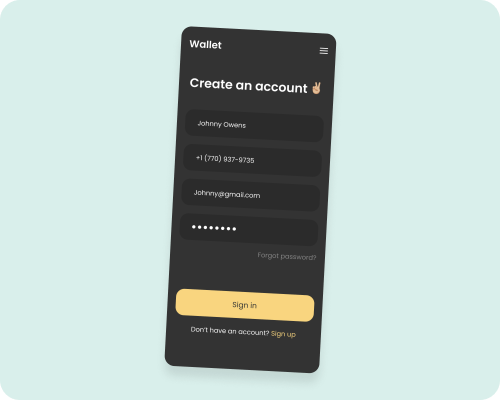 Wallet
Create an account ✌🏼
Johnny Owens
+1 (770) 937-9735
Johnny@gmail.com
●●●●●●●●
Forgot password?
Sign in
Don't have an account? Sign up